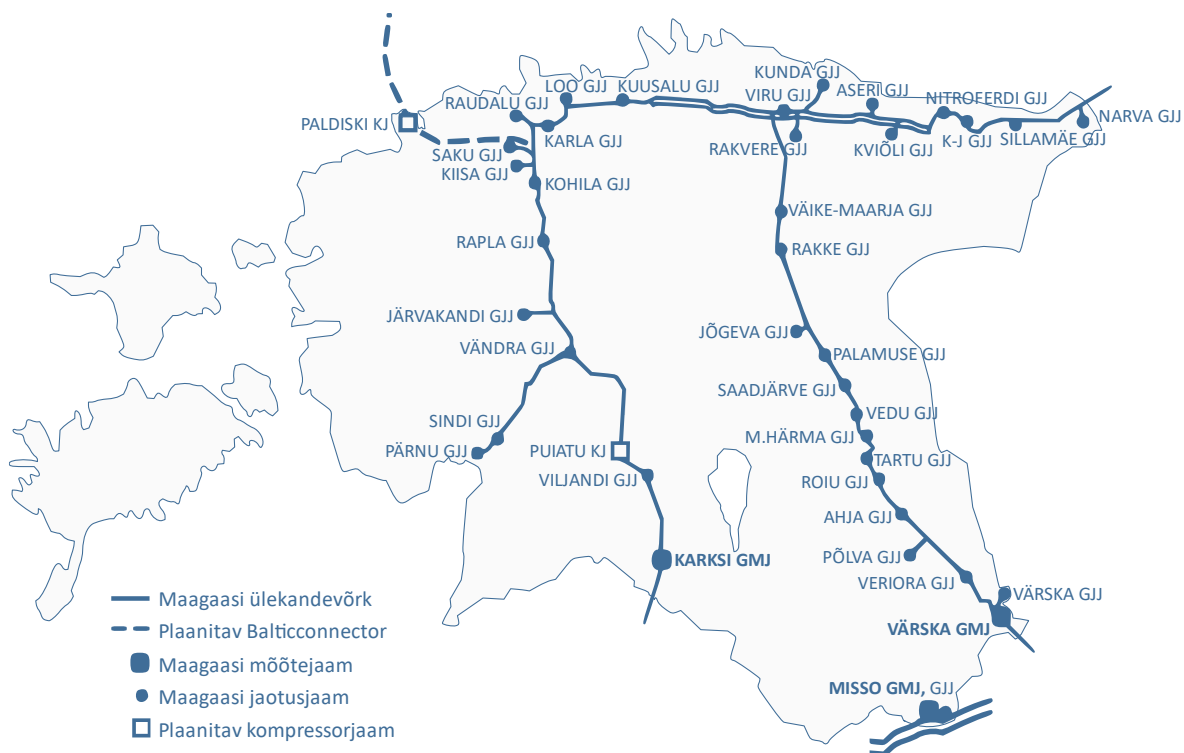 KUNDA GJJ
LOO GJJ
KUUSALU GJJ
VIRU GJJ
ASERI GJJ
RAUDALU GJJ
NITROFERDI GJJ
PALDISKI KJ
NARVA GJJ
KARLA GJJ
RAKVERE GJJ
KVIÕLI GJJ
K-J GJJ
SILLAMÄE GJJ
SAKU GJJ
KIISA GJJ
KOHILA GJJ
VÄIKE-MAARJA GJJ
RAPLA GJJ
RAKKE GJJ
JÄRVAKANDI GJJ
JÕGEVA GJJ
VÄNDRA GJJ
PALAMUSE GJJ
SAADJÄRVE GJJ
VEDU GJJ
SINDI GJJ
M.HÄRMA GJJ
PÄRNU GJJ
PUIATU KJ
TARTU GJJ
VILJANDI GJJ
ROIU GJJ
AHJA GJJ
KARKSI GMJ
PÕLVA GJJ
VERIORA GJJ
VÄRSKA GJJ
VÄRSKA GMJ
MISSO GMJ, GJJ
Maagaasi ülekandevõrk
Plaanitav Balticconnector
Maagaasi mõõtejaam
Maagaasi jaotusjaam
Plaanitav kompressorjaam